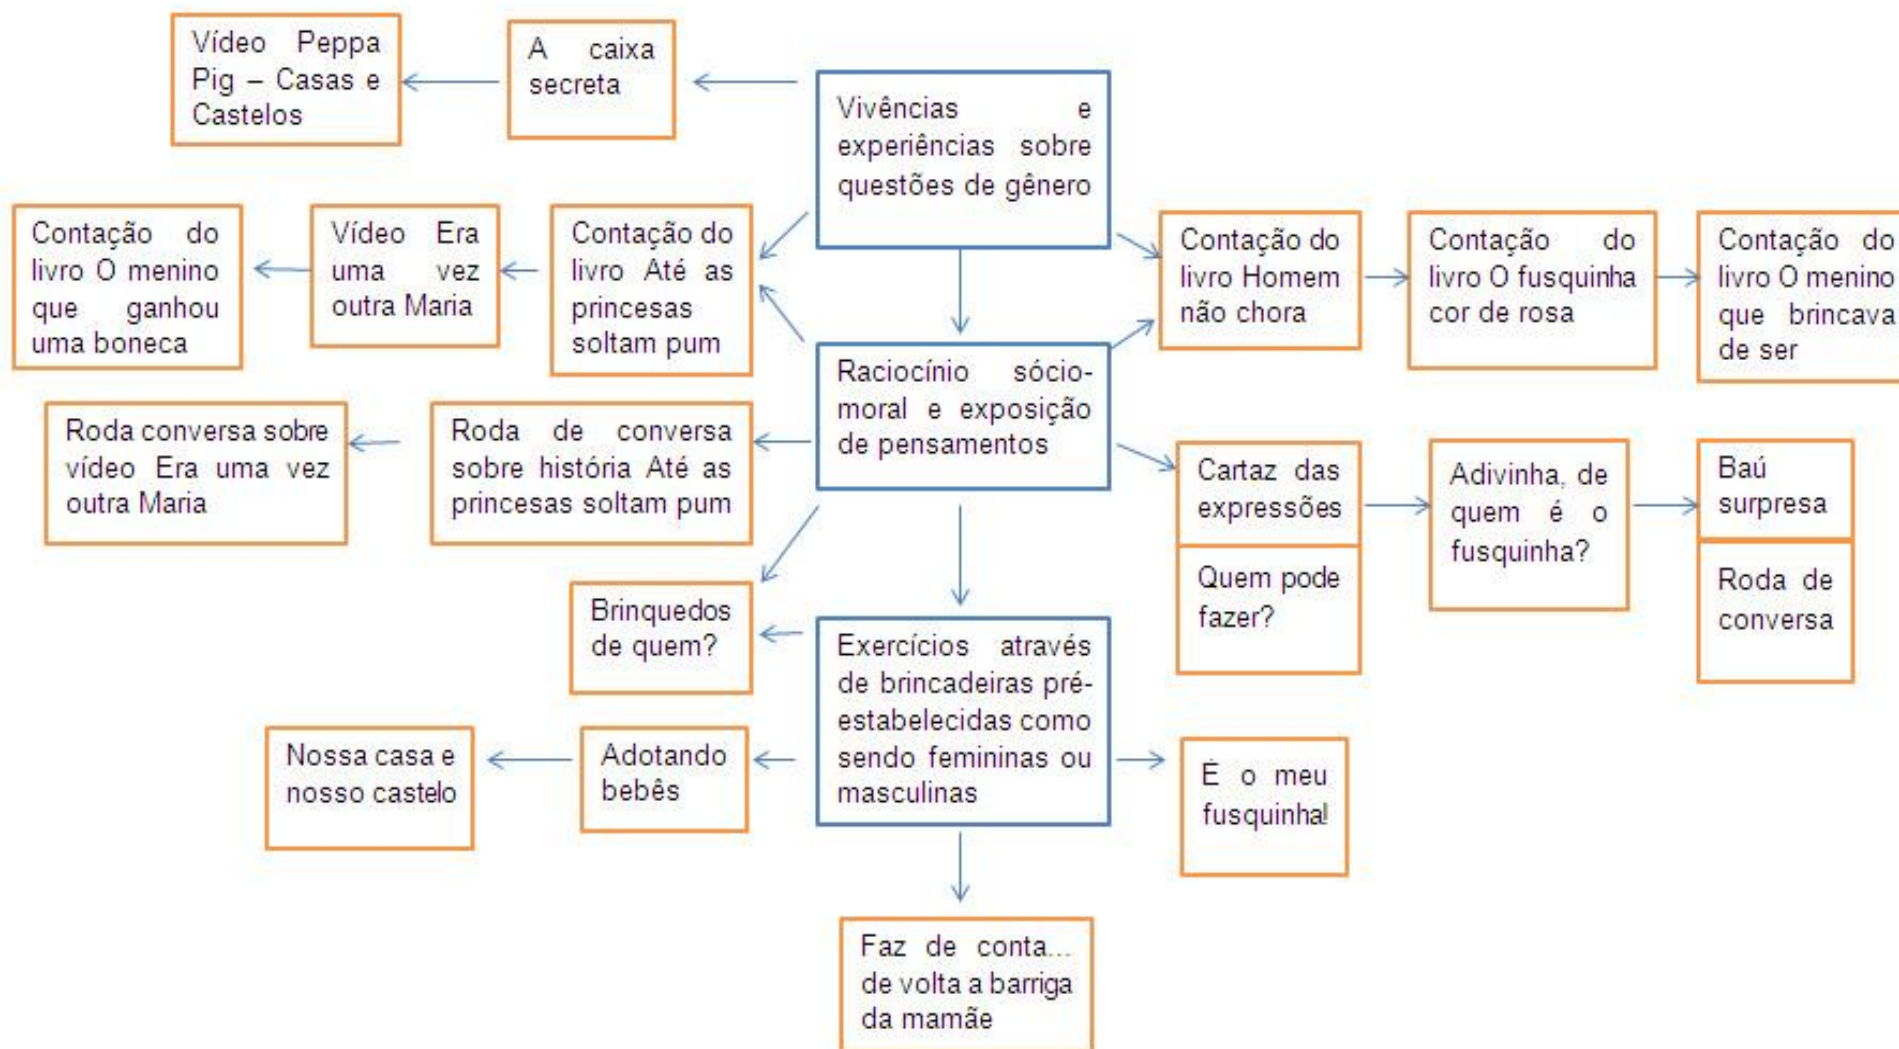 Vídeo Peppa
Pig – Casas e
Castelos
A caixa
secreta
Vivências e
experiências sobre
questões de gênero
Contação do
livro O menino
que ganhou
uma boneca
Vídeo Era
uma vez
outra Maria
Contação do
livro Até as
princesas
soltam pum
Contação do
livro Homem
não chora
Contação do
livro O fusquinha
cor de rosa
Contação do
livro O menino
que brincava
de ser
Raciocínio sócio-
moral e exposição
de pensamentos
Roda conversa sobre
vídeo Era uma vez
outra Maria
Roda de conversa
sobre história Até as
princesas soltam pum
Cartaz das
expressões
Quem pode
fazer?
Adivinha, de
quem é o
fusquinha?
Baú
surpresa
Roda de
conversa
Brinquedos
de quem?
Exercícios através
de brincadeiras pré-
estabelecidas como
sendo femininas ou
masculinas
Nossa casa e
nosso castelo
Adotando
bebês
É o meu
fusquinha!
Faz de conta...
de volta a barriga
da mamãe